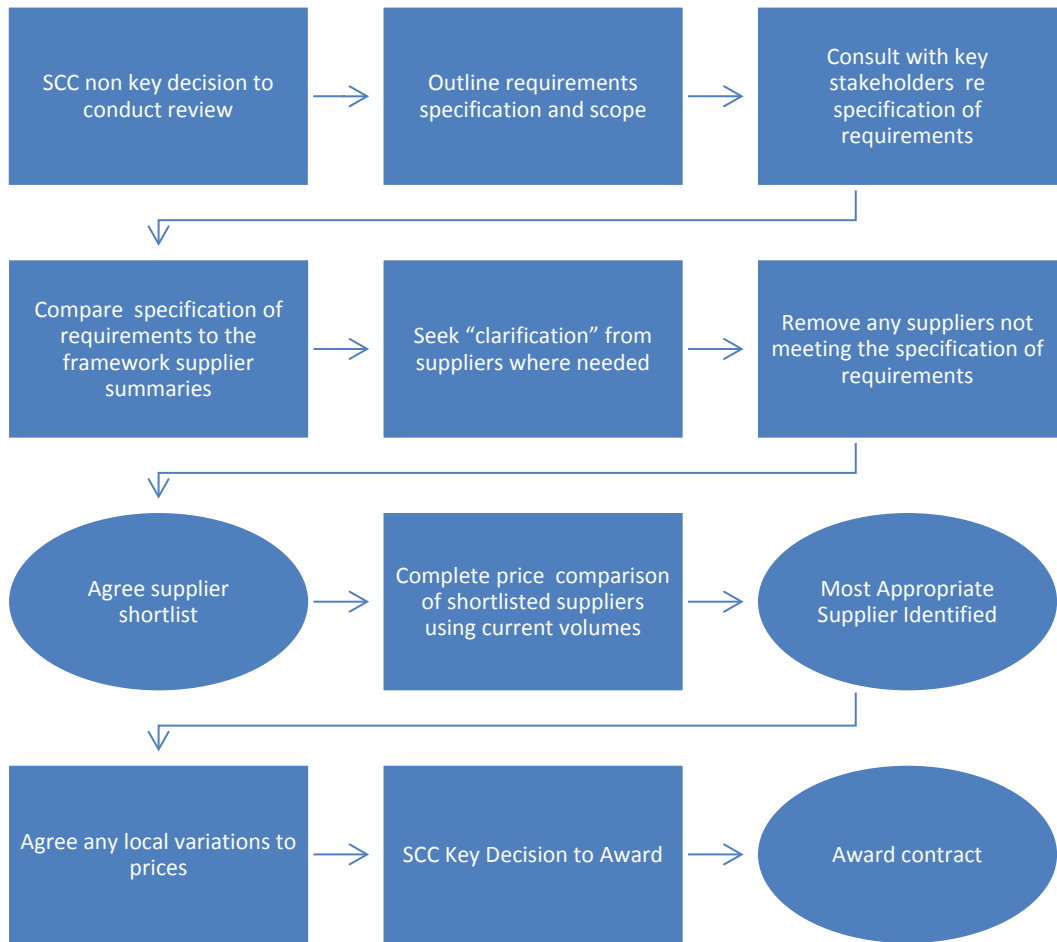 SCC non key decision to
conduct review
Outline requirements
specification and scope
Consult with key
stakeholders re
specification of
requirements
Compare specification of
requirements to the
framework supplier
summaries
Seek “clarification” from
suppliers where needed
Remove any suppliers not
meeting the specification of
requirements
Agree supplier
shortlist
Complete price comparison
of shortlisted suppliers
using current volumes
Most Appropriate
Supplier Identified
Agree any local variations to
prices
SCC Key Decision to Award
Award contract